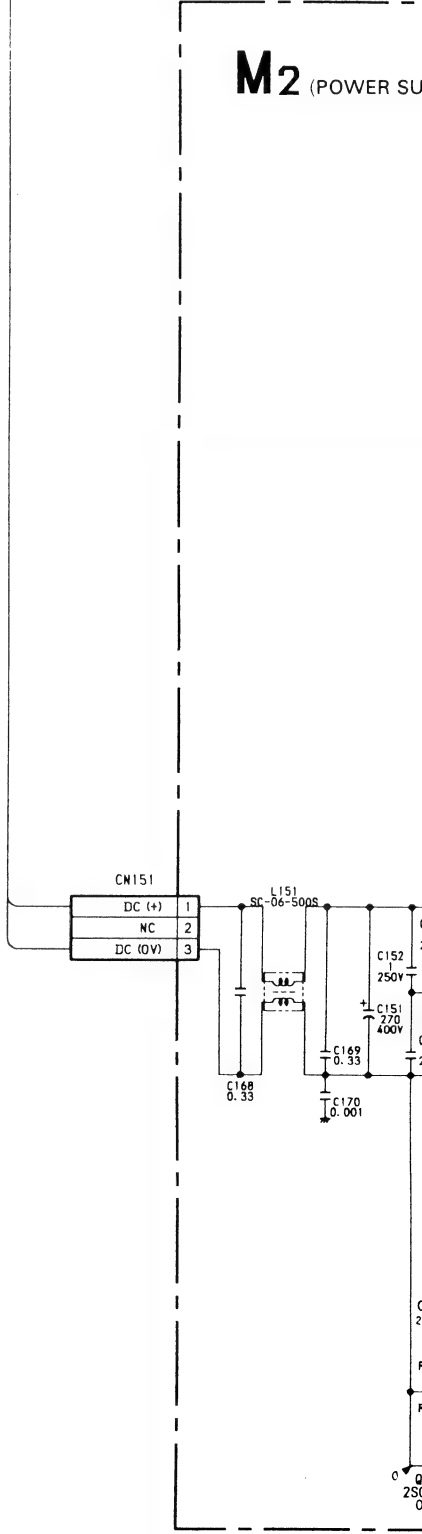 M2 (POWER SU
CN151
DC (+) 1
NC 2
DC (0V) 3
L151
SC-06-500S
C152
1
250V
+
C151
270
400V
C169
0.33
C168
0.33
C170
0.001
0